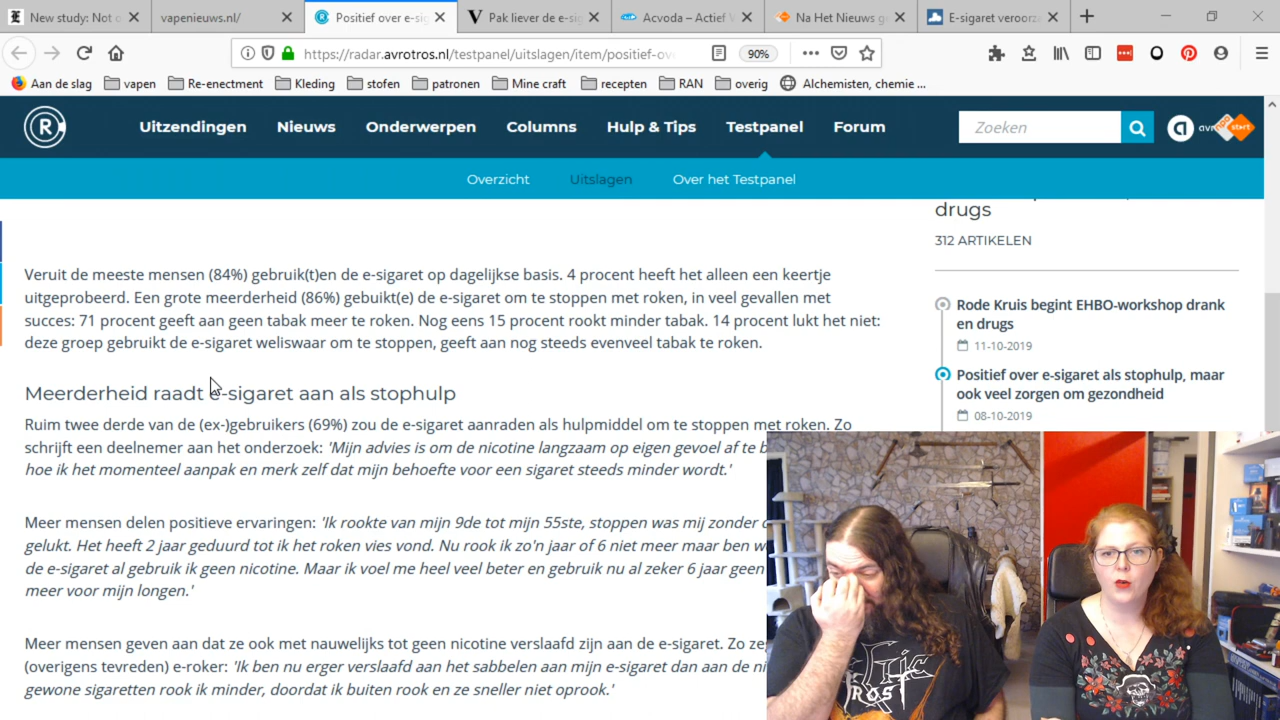 New study: Not o
vapenieuws.nl/
Positief over e-sig
Pak liever de e-sig
Acvoda – Actief V
Na Het Nieuws ge
E-sigaret veroorz
https://radar.avrotros.nl/testpanel/uitslagen/item/positief-ov
90%
Aan de slag
vapen
Re-enectment
Kleding
stofen
patronen
Mine craft
recepten
RAN
overig
Alchemisten, chemie ...
R
Uitzendingen
Nieuws
Onderwerpen
Columns
Hulp & Tips
Testpanel
Forum
Zoeken
a
start
Overzicht
Uitslagen
Over het Testpanel
drugs
312 ARTIKELEN
Veruit de meeste mensen (84%) gebruik(t)en de e-sigaret op dagelijkse basis. 4 procent heeft het alleen een keertje
uitgeprobeerd. Een grote meerderheid (86%) gebuikt(e) de e-sigaret om te stoppen met roken, in veel gevallen met
succes: 71 procent geeft aan geen tabak meer te roken. Nog eens 15 procent rookt minder tabak. 14 procent lukt het niet:
deze groep gebruikt de e-sigaret weliswaar om te stoppen, geeft aan nog steeds evenveel tabak te roken.
Meerderheid raadt e-sigaret aan als stophulp
Ruim twee derde van de (ex-)gebruikers (69%) zou de e-sigaret aanraden als hulpmiddel om te stoppen met roken. Zo
schrijft een deelnemer aan het onderzoek: 'Mijn advies is om de nicotine langzaam op eigen gevoel af te b
hoe ik het momenteel aanpak en merk zelf dat mijn behoefte voor een sigaret steeds minder wordt.'
Meer mensen delen positieve ervaringen: 'Ik rookte van mijn 9de tot mijn 55ste, stoppen was mij zonder
gelukt. Het heeft 2 jaar geduurd tot ik het roken vies vond. Nu rook ik zo'n jaar of 6 niet meer maar ben w
de e-sigaret al gebruik ik geen nicotine. Maar ik voel me heel veel beter en gebruik nu al zeker 6 jaar geen
meer voor mijn longen.'
Meer mensen geven aan dat ze ook met nauwelijks tot geen nicotine verslaafd zijn aan de e-sigaret. Zo ze
(overigens tevreden) e-roker: 'Ik ben nu erger verslaafd aan het sabbelen aan mijn e-sigaret dan aan de ni
gewone sigaretten rook ik minder, doordat ik buiten rook en ze sneller niet oprook.'
Rode Kruis begint EHBO-workshop drank
en drugs
11-10-2019
Positief over e-sigaret als stophulp, maar
ook veel zorgen om gezondheid
08-10-2019